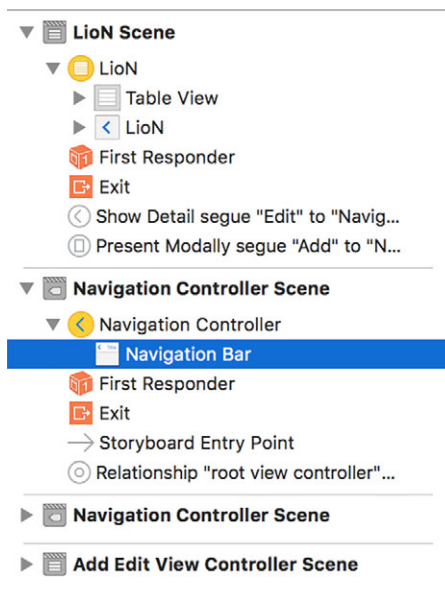 LioN Scene
LioN
Table View
LioN
First Responder
Exit
Show Detail segue "Edit" to "Navig...
Present Modally segue "Add" to "N...
Navigation Controller Scene
Navigation Controller
Navigation Bar
First Responder
Exit
Storyboard Entry Point
Relationship "root view controller"...
Navigation Controller Scene
Add Edit View Controller Scene